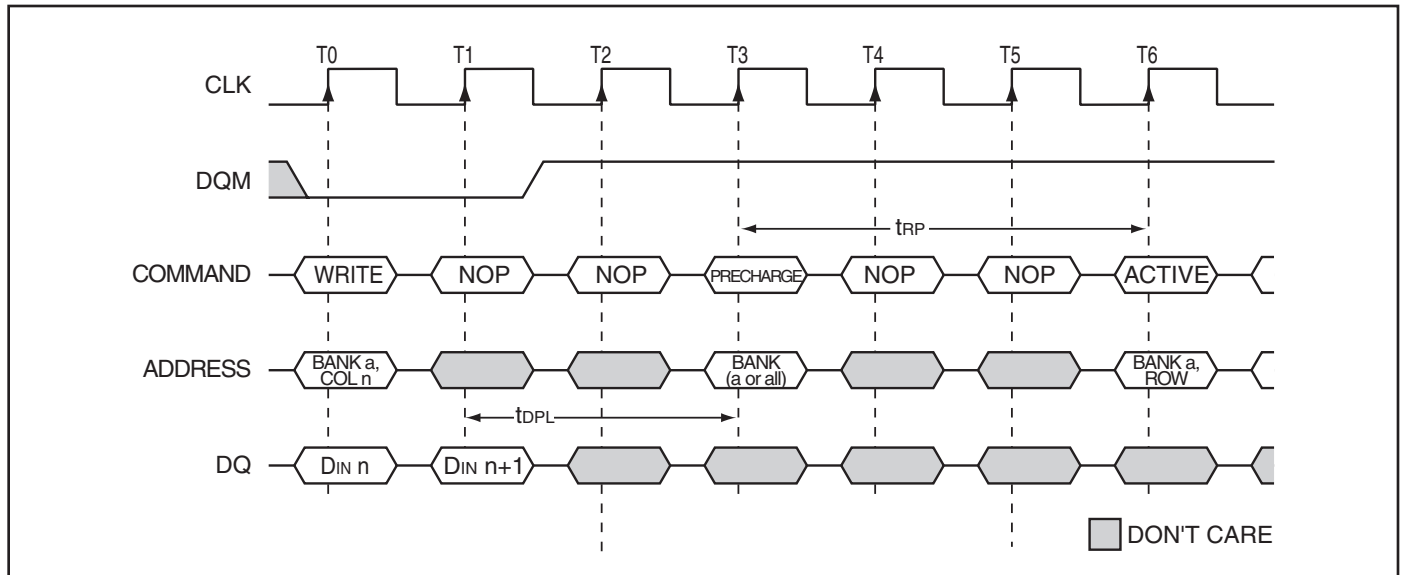 T0 T1 T2 T3 T4 T5 T6
CLK
DQM
tRP
COMMAND WRITE NOP NOP PRECHARGE NOP NOP ACTIVE
ADDRESS BANK a, COL n BANK (a or all) BANK a, ROW
tDPL
DQ DIN n DIN n+1
DON'T CARE